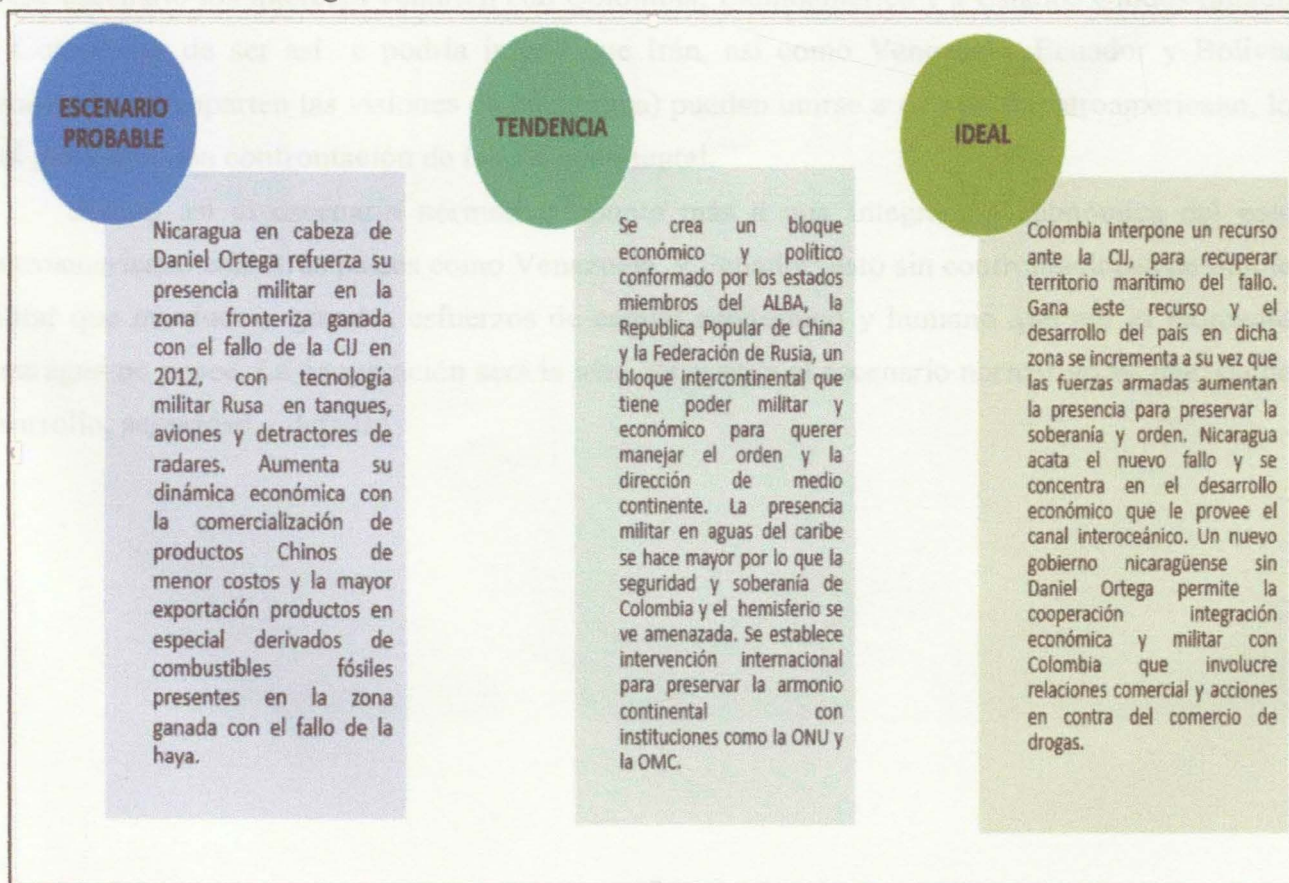 ESCENARIO
PROBABLE
Nicaragua en cabeza de
Daniel Ortega refuerza su
presencia militar en la
zona fronteriza ganada
con el fallo de la CIJ en
2012, con tecnología
militar Rusa en tanques,
aviones y detractores de
radares. Aumenta su
dinámica económica con
la comercialización de
productos Chinos de
menor costos y la mayor
exportación productos en
especial derivados de
combustibles fósiles
presentes en la zona
ganada con el fallo de la
haya.
TENDENCIA
Se crea un bloque
económico y político
conformado por los estados
miembros del ALBA, la
Republica Popular de China
y la Federación de Rusia, un
bloque intercontinental que
tiene poder militar y
económico para querer
manejar el orden y la
dirección de medio
continente. La presencia
militar en aguas del caribe
se hace mayor por lo que la
seguridad y soberanía de
Colombia y el hemisferio se
ve amenazada. Se establece
intervención internacional
para preservar la armonio
continental con
instituciones como la ONU y
la OMC.
IDEAL
Colombia interpone un recurso
ante la CIJ, para recuperar
territorio marítimo del fallo.
Gana este recurso y el
desarrollo del país en dicha
zona se incrementa a su vez que
las fuerzas armadas aumentan
la presencia para preservar la
soberanía y orden. Nicaragua
acata el nuevo fallo y se
concentra en el desarrollo
económico que le provee el
canal interoceánico. Un nuevo
gobierno nicaragüense sin
Daniel Ortega permite la
cooperación integración
económica y militar con
Colombia que involucre
relaciones comercial y acciones
en contra del comercio de
drogas.